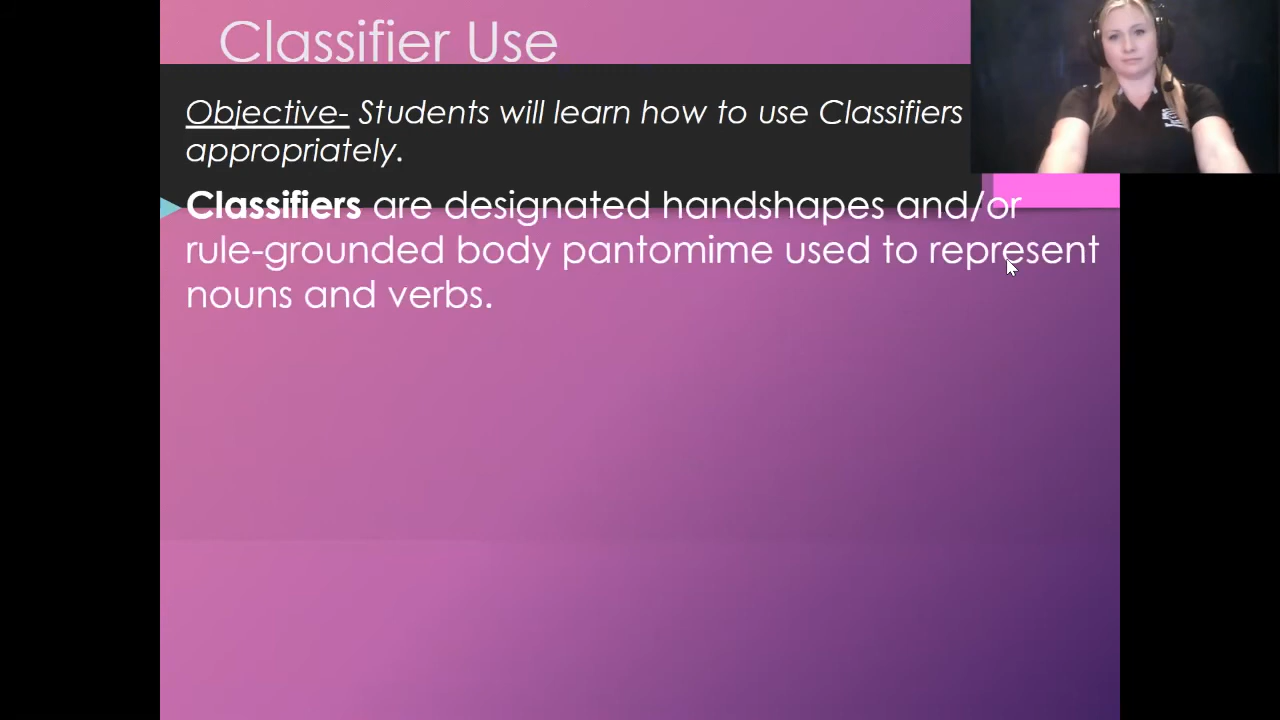 Classifier Use
Objective- Students will learn how to use Classifiers
appropriately.
Classifiers are designated handshapes and/or
rule-grounded body pantomime used to represent
nouns and verbs.